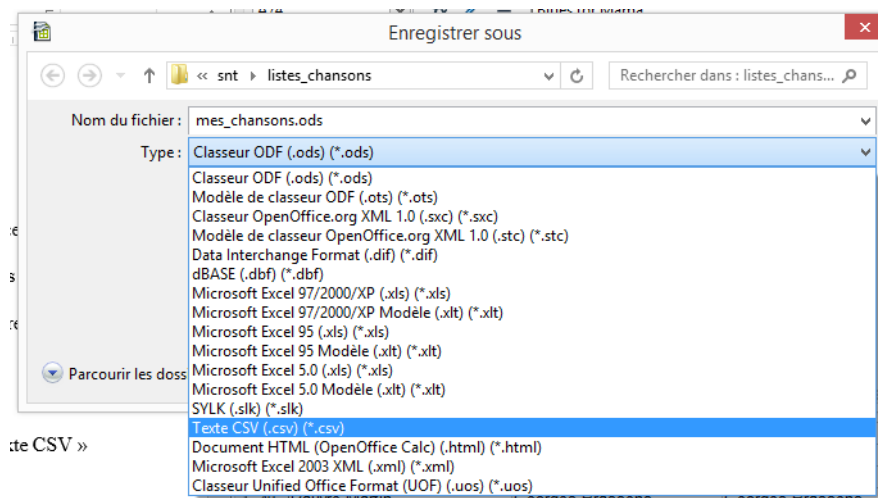 Blues for Mama
Enregistrer sous
« snt listes_chansons
Rechercher dans : listes_chans...
Nom du fichier : mes_chansons.ods
Type : Classeur ODF (.ods) (*.ods)
Classeur ODF (.ods) (*.ods)
Modèle de classeur ODF (.ots) (*.ots)
Classeur OpenOffice.org XML 1.0 (.sxc) (*.sxc)
Modèle de classeur OpenOffice.org XML 1.0 (.stc) (*.stc)
Data Interchange Format (.dif) (*.dif)
dBASE (.dbf) (*.dbf)
Microsoft Excel 97/2000/XP (.xls) (*.xls)
Microsoft Excel 97/2000/XP Modèle (.xlt) (*.xlt)
Microsoft Excel 95 (.xls) (*.xls)
Microsoft Excel 95 Modèle (.xlt) (*.xlt)
Microsoft Excel 5.0 (.xls) (*.xls)
Parcourir les doss
Microsoft Excel 5.0 Modèle (.xlt) (*.xlt)
SYLK (.slk) (*.slk)
Texte CSV (.csv) (*.csv)
CSV »
Document HTML (OpenOffice Calc) (.html) (*.html)
Microsoft Excel 2003 XML (.xml) (*.xml)
Classeur Unified Office Format (UOF) (.uos) (*.uos)